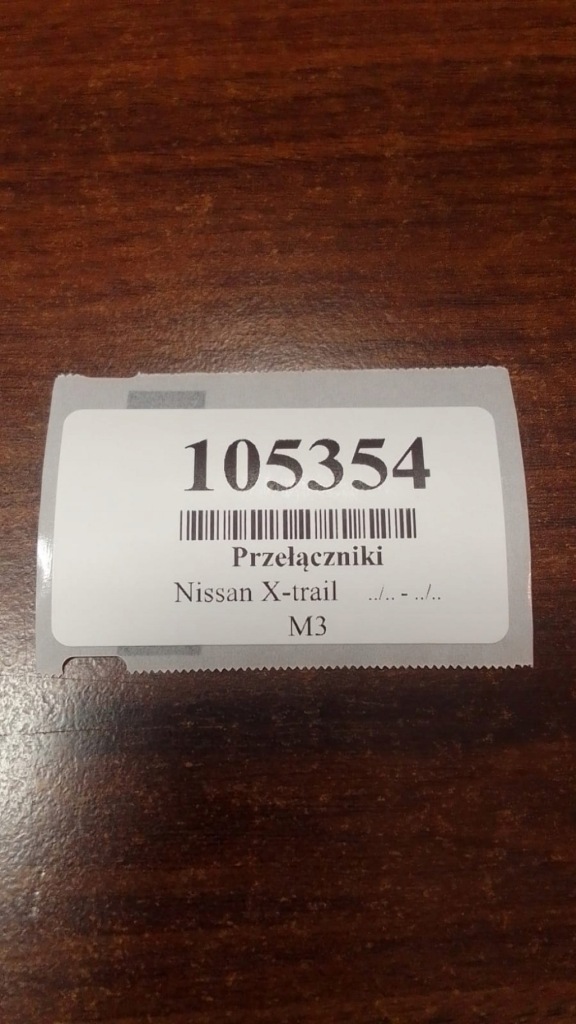 105354
Przełączniki
Nissan X-trail ../.. - ../..
M3